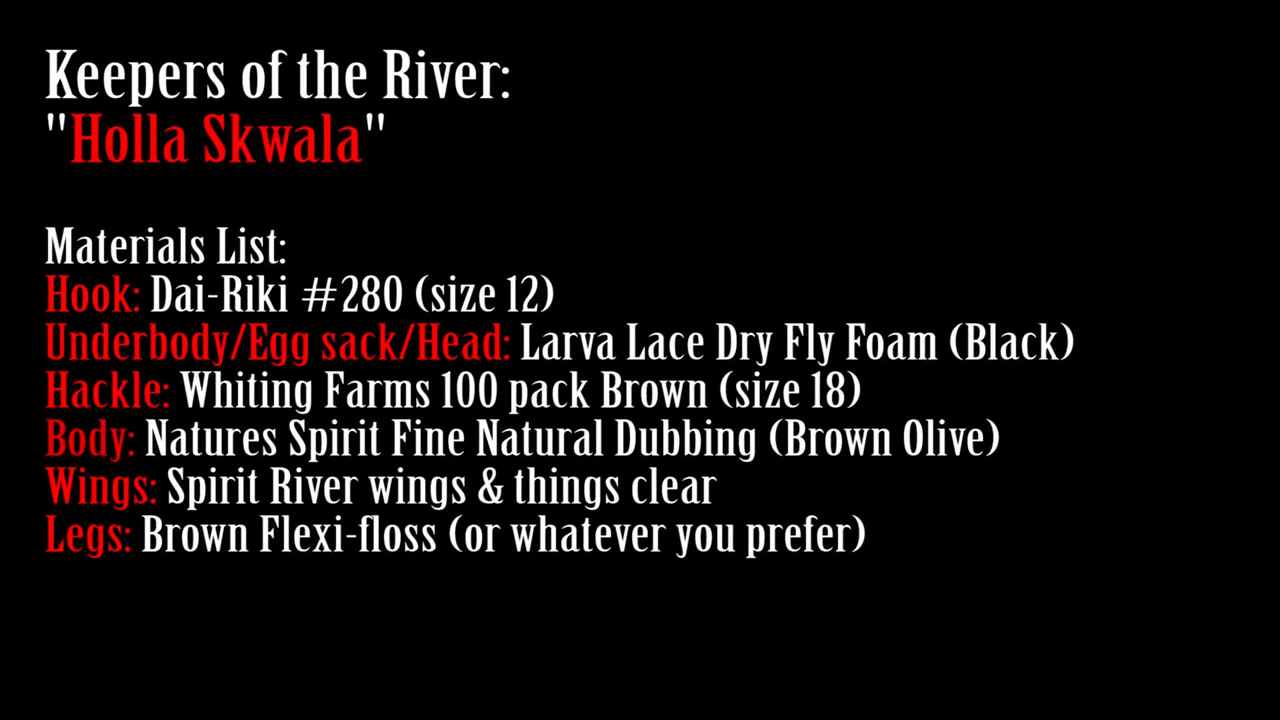 Keepers of the River:
"Holla Skwala"
Materials List:
Hook: Dai-Riki #280 (size 12)
Underbody/Egg sack/Head: Larva Lace Dry Fly Foam (Black)
Hackle: Whiting Farms 100 pack Brown (size 18)
Body: Natures Spirit Fine Natural Dubbing (Brown Olive)
Wings: Spirit River wings & things clear
Legs: Brown Flexi-floss (or whatever you prefer)